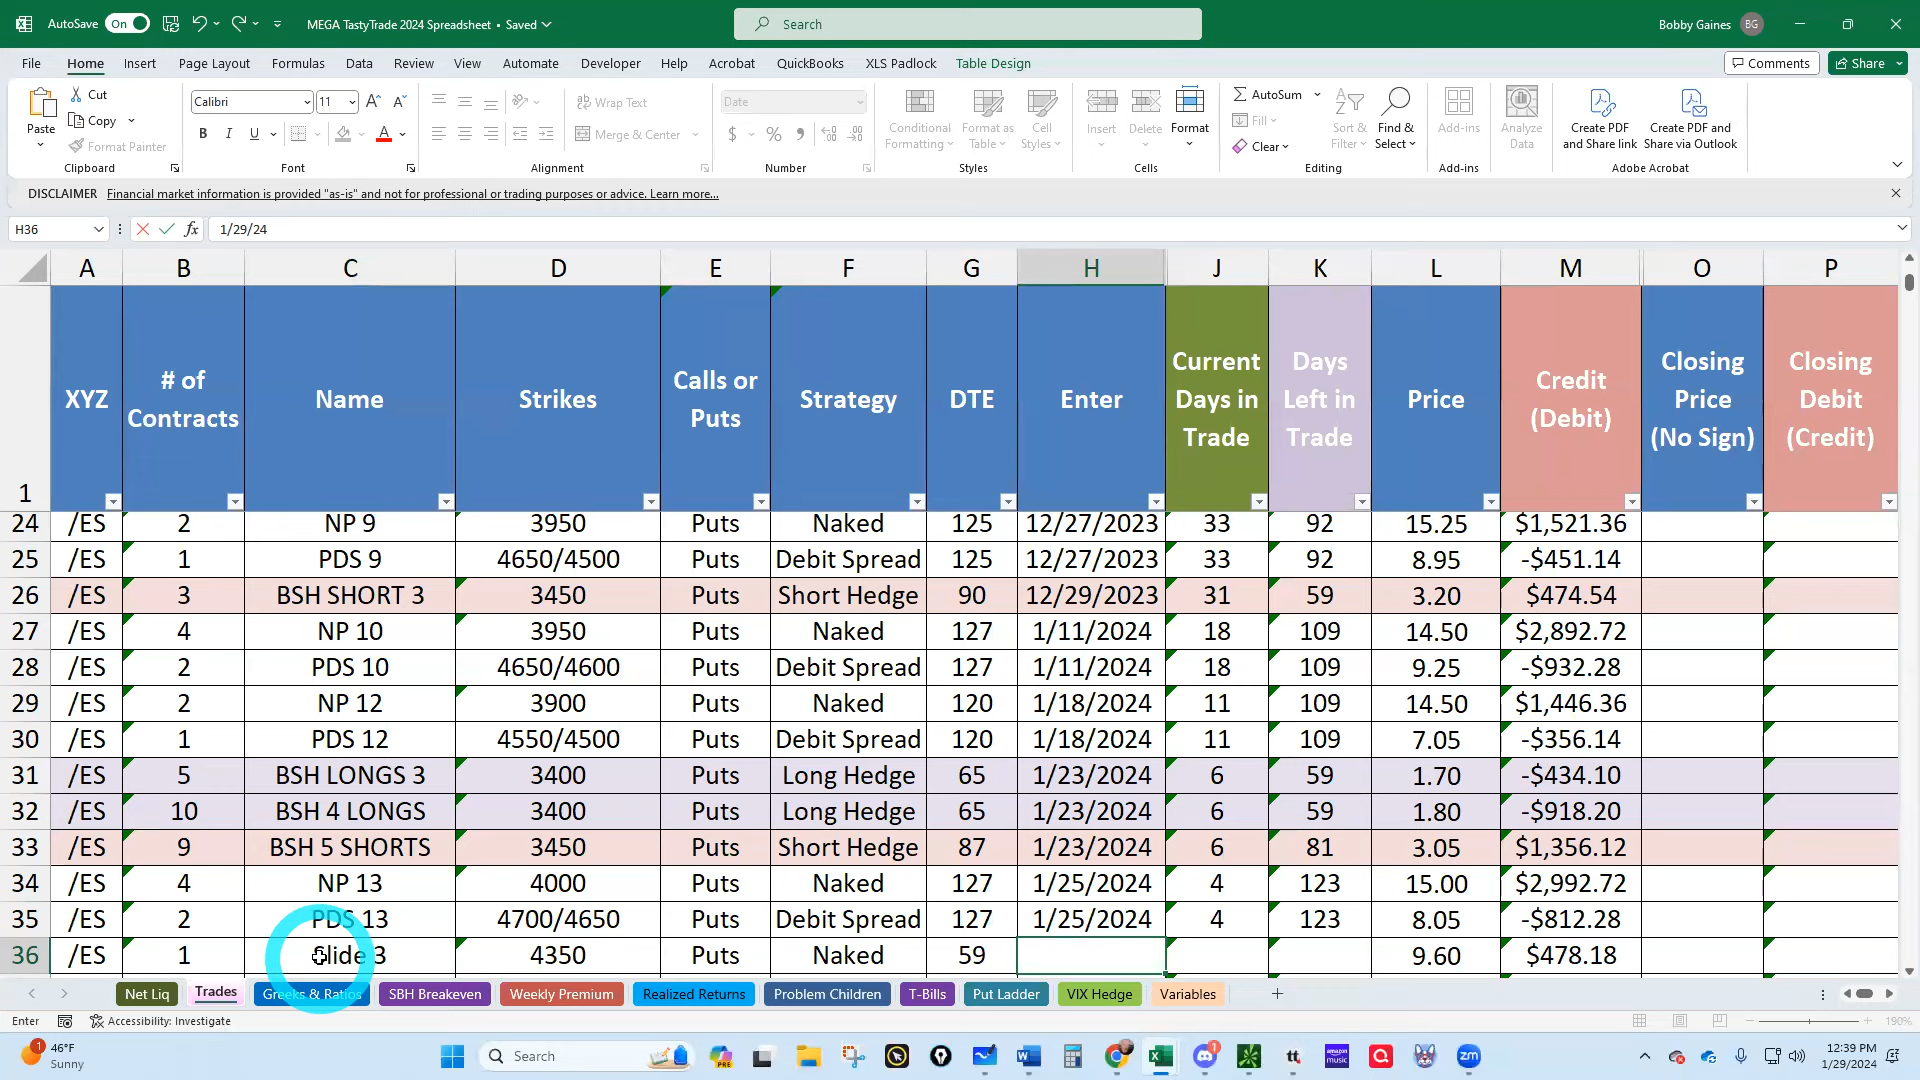 AutoSave On MEGA TastyTrade 2024 Spreadsheet • Saved Search Bobby Gaines BG
File Home Insert Page Layout Formulas Data Review View Automate Developer Help Acrobat QuickBooks XLS Padlock Table Design Comments Share
Paste Cut Copy Format Painter Clipboard
Calibri 11 B I U A Font
Wrap Text Merge & Center Alignment
Date $ % Number
Conditional Formatting Format as Table Cell Styles Styles
Insert Delete Format Cells
AutoSum Fill Clear Sort & Filter Find & Select Editing
Add-ins Add-ins
Analyze Data
Create PDF and Share link Create PDF and Share via Outlook Adobe Acrobat
DISCLAIMER Financial market information is provided "as-is" and not for professional or trading purposes or advice. Learn more...
H36 fx 1/29/24
A B C D E F G H J K L M O P
1 XYZ # of Contracts Name Strikes Calls or Puts Strategy DTE Enter Current Days in Trade Days Left in Trade Price Credit (Debit) Closing Price (No Sign) Closing Debit (Credit)
24 /ES 2 NP 9 3950 Puts Naked 125 12/27/2023 33 92 15.25 $1,521.36
25 /ES 1 PDS 9 4650/4500 Puts Debit Spread 125 12/27/2023 33 92 8.95 -$451.14
26 /ES 3 BSH SHORT 3 3450 Puts Short Hedge 90 12/29/2023 31 59 3.20 $474.54
27 /ES 4 NP 10 3950 Puts Naked 127 1/11/2024 18 109 14.50 $2,892.72
28 /ES 2 PDS 10 4650/4600 Puts Debit Spread 127 1/11/2024 18 109 9.25 -$932.28
29 /ES 2 NP 12 3900 Puts Naked 120 1/18/2024 11 109 14.50 $1,446.36
30 /ES 1 PDS 12 4550/4500 Puts Debit Spread 120 1/18/2024 11 109 7.05 -$356.14
31 /ES 5 BSH LONGS 3 3400 Puts Long Hedge 65 1/23/2024 6 59 1.70 -$434.10
32 /ES 10 BSH 4 LONGS 3400 Puts Long Hedge 65 1/23/2024 6 59 1.80 -$918.20
33 /ES 9 BSH 5 SHORTS 3450 Puts Short Hedge 87 1/23/2024 6 81 3.05 $1,356.12
34 /ES 4 NP 13 4000 Puts Naked 127 1/25/2024 4 123 15.00 $2,992.72
35 /ES 2 PDS 13 4700/4650 Puts Debit Spread 127 1/25/2024 4 123 8.05 -$812.28
36 /ES 1 Slide 3 4350 Puts Naked 59 9.60 $478.18
Net Liq Trades Greeks & Ratios SBH Breakeven Weekly Premium Realized Returns Problem Children T-Bills Put Ladder VIX Hedge Variables
Enter Accessibility: Investigate 190%
1 46°F Search PRE amazon music 1 tt zm 12:39 PM
Sunny 1/29/2024